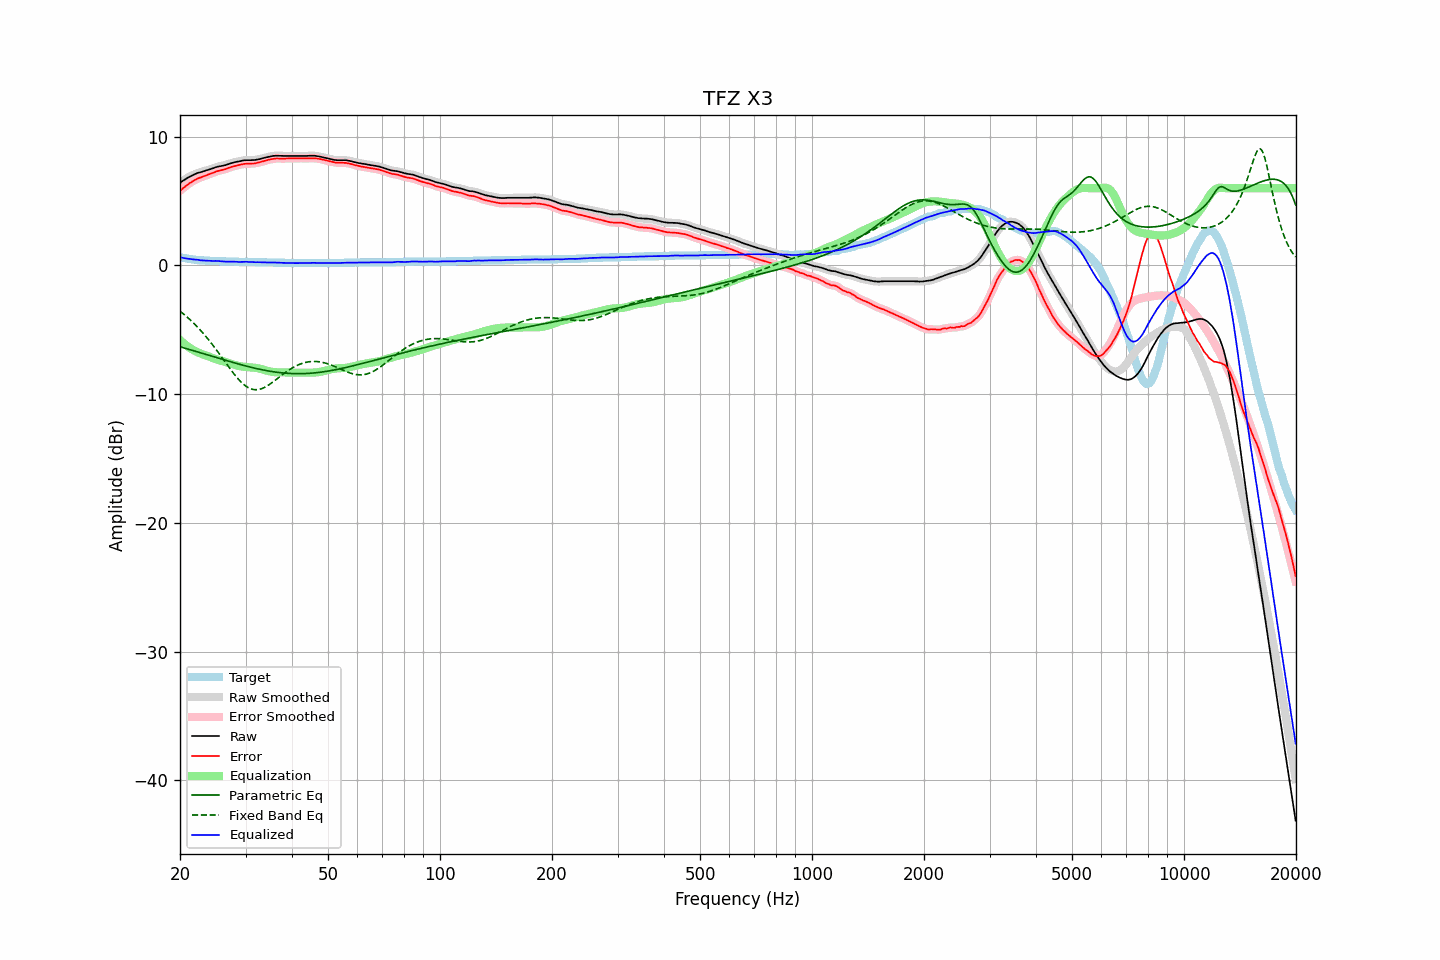 TFZ X3
Amplitude (dBr)
10
0
−10
−20
−30
−40
Target
Raw Smoothed
Error Smoothed
Raw
Error
Equalization
Parametric Eq
Fixed Band Eq
Equalized
20 50 100 200 500 1000 2000 5000 10000 20000
Frequency (Hz)